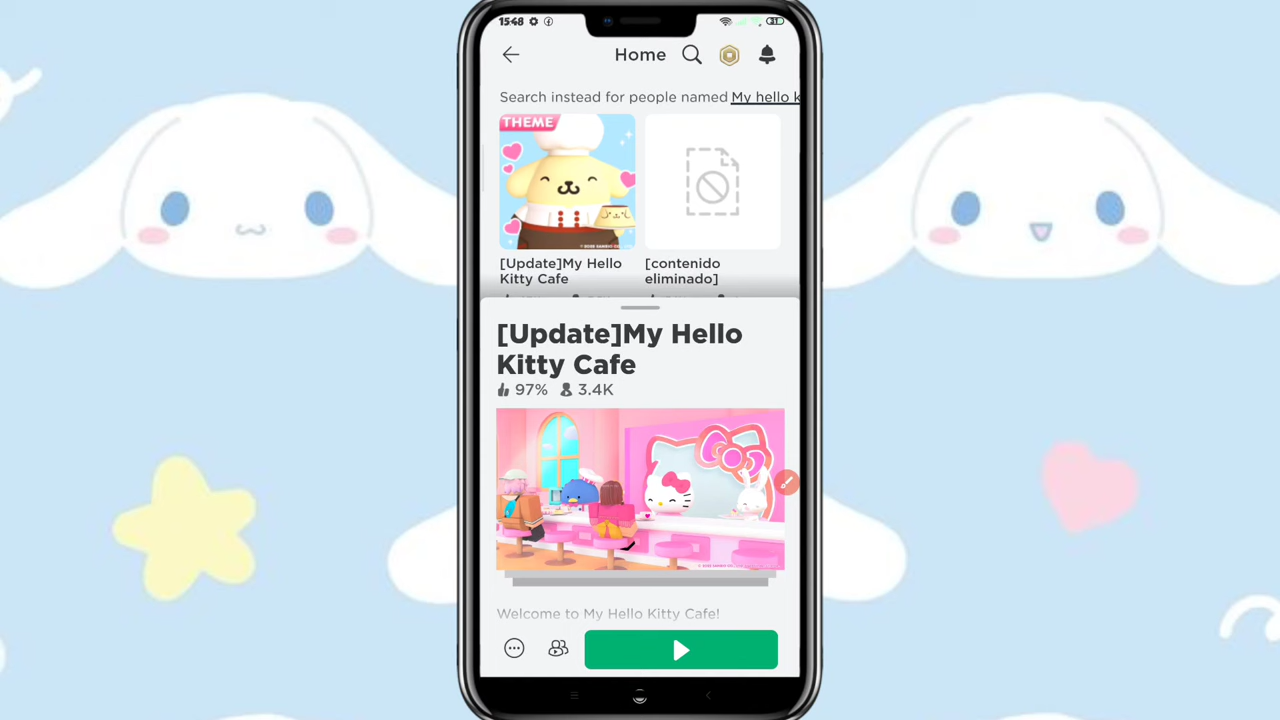 15:48
31
Home
Search instead for people named My hello k
THEME
[Update]My Hello
Kitty Cafe
[contenido
eliminado]
[Update]My Hello
Kitty Cafe
97% 3.4K
Welcome to My Hello Kitty Cafe!